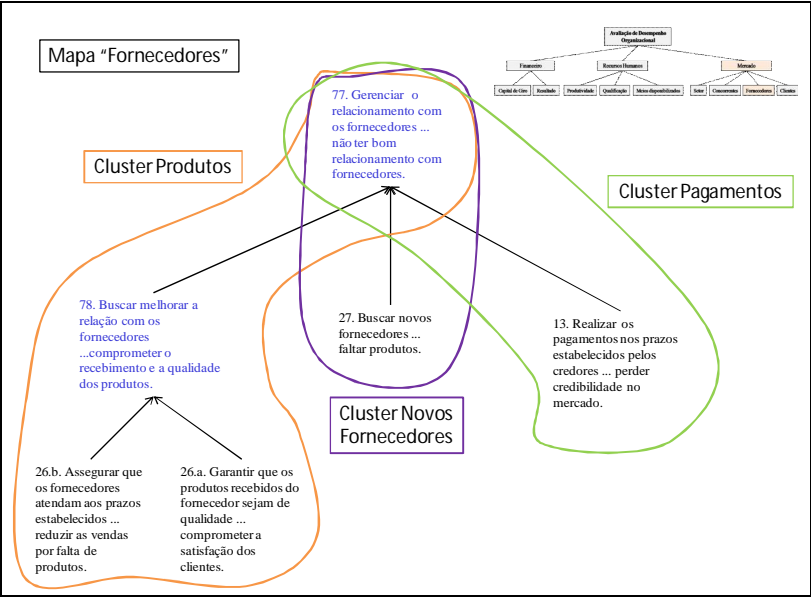 Mapa “Fornecedores”
Avaliação de Desempenho
Organizacional
Financeiro
Recursos Humanos
Mercado
Capital de Giro
Resultado
Produtividade
Qualificação
Meios disponibilizados
Setor
Concorrentes
Fornecedores
Clientes
77. Gerenciar o
relacionamento com
os fornecedores ...
não ter bom
relacionamento com
fornecedores.
Cluster Produtos
Cluster Pagamentos
78. Buscar melhorar a
relação com os
fornecedores
...comprometer o
recebimento e a qualidade
dos produtos.
27. Buscar novos
fornecedores ...
faltar produtos.
13. Realizar os
pagamentos nos prazos
estabelecidos pelos
credores ... perder
credibilidade no
mercado.
Cluster Novos
Fornecedores
26.b. Assegurar que
os fornecedores
atendam aos prazos
estabelecidos ...
reduzir as vendas
por falta de
produtos.
26.a. Garantir que os
produtos recebidos do
fornecedor sejam de
qualidade ...
comprometer a
satisfação dos
clientes.